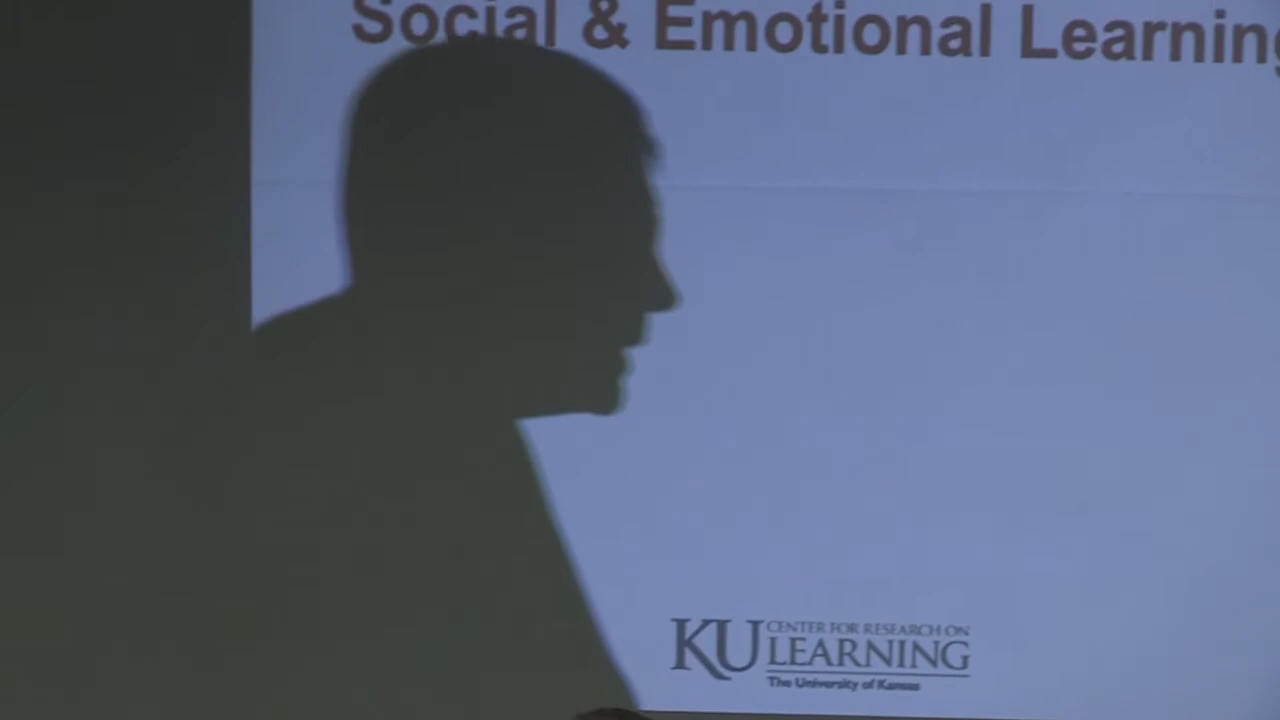 Social & Emotional Learning
KU CENTER FOR RESEARCH ON
LEARNING
The University of Kansas